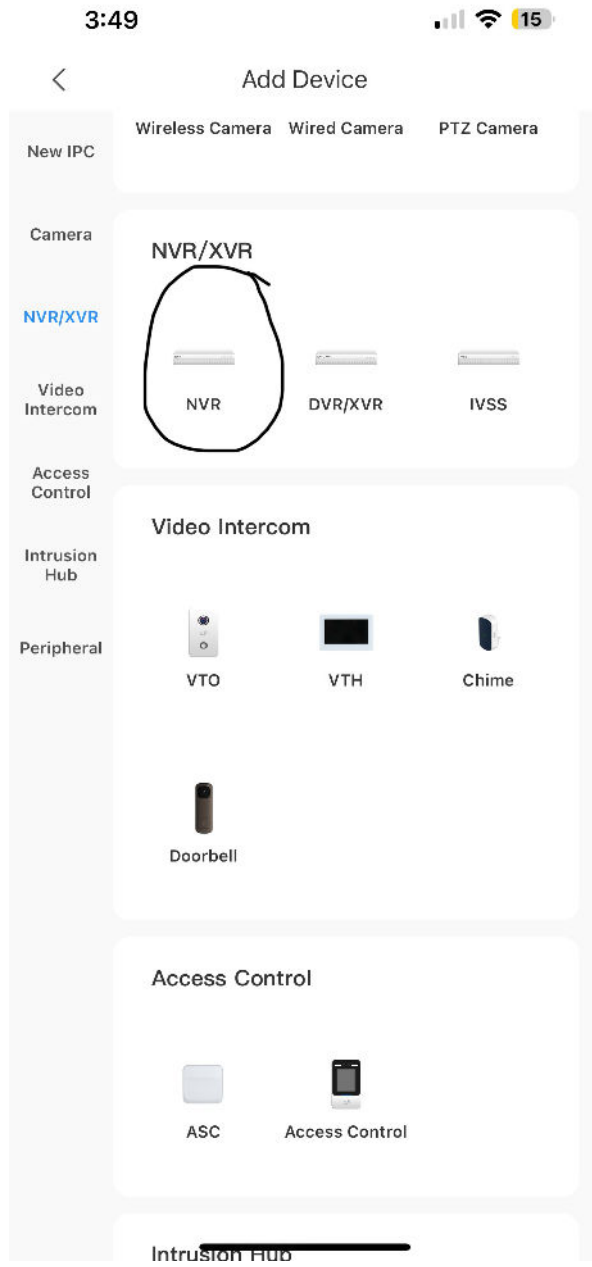 3:49
15
Add Device
Wireless Camera Wired Camera PTZ Camera
New IPC
Camera
NVR/XVR
NVR/XVR
Video
Intercom
NVR DVR/XVR IVSS
Access
Control
Video Intercom
Intrusion
Hub
Peripheral
VTO VTH Chime
Doorbell
Access Control
ASC Access Control
Intrusion Hub